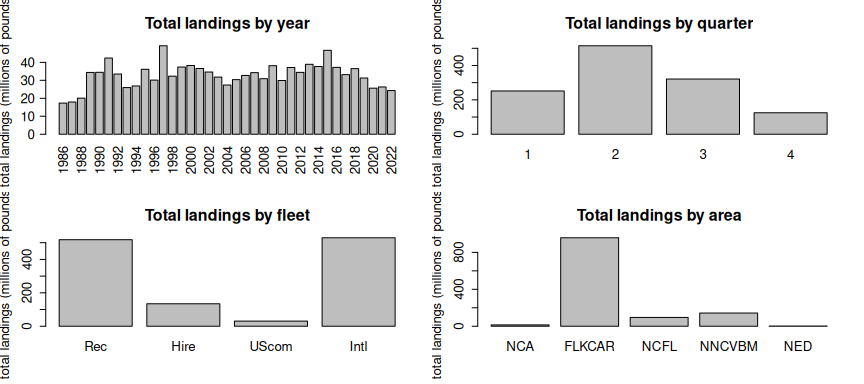 Total landings by year
total landings (millions of pounds
0 10 20 30 40
1986 1988 1990 1992 1994 1996 1998 2000 2002 2004 2006 2008 2010 2012 2014 2016 2018 2020 2022
Total landings by quarter
total landings (millions of pounds
0 200 400
1 2 3 4
Total landings by fleet
total landings (millions of pounds
0 200 400
Rec Hire UScom Intl
Total landings by area
total landings (millions of pounds
0 400 800
NCA FLKCAR NCFL NNCVBM NED